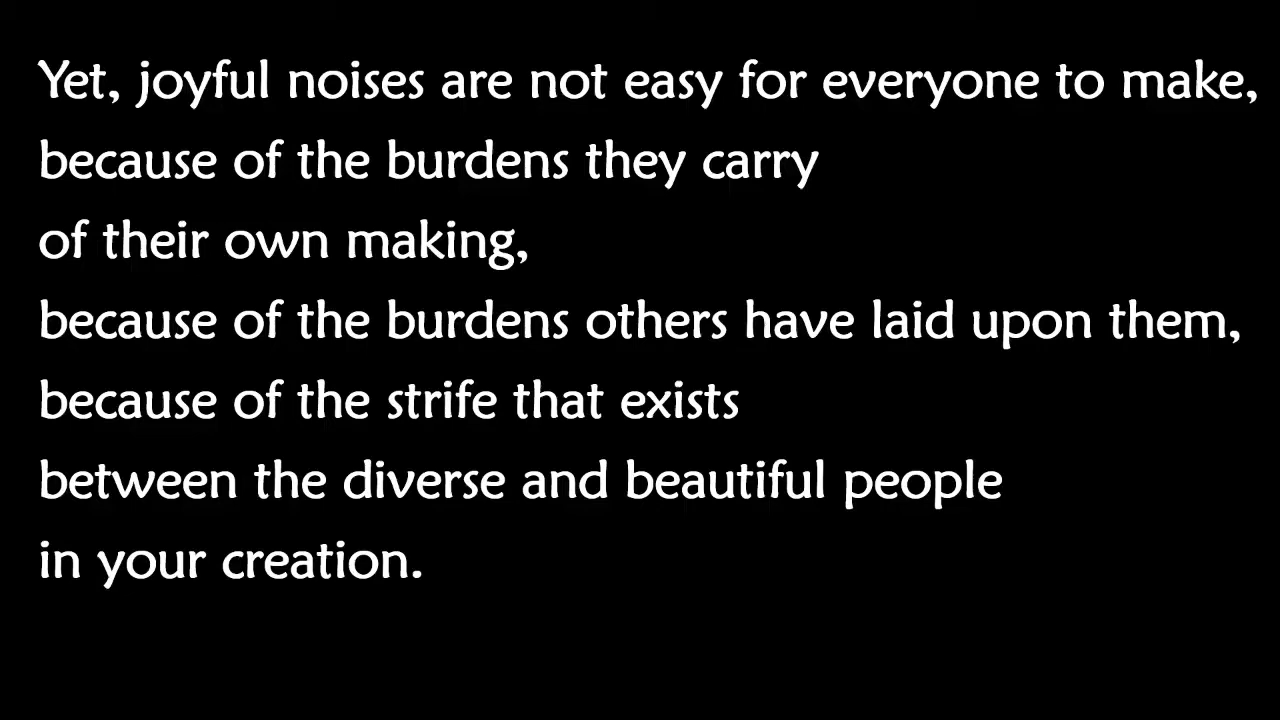 Yet, joyful noises are not easy for everyone to make,
because of the burdens they carry
of their own making,
because of the burdens others have laid upon them,
because of the strife that exists
between the diverse and beautiful people
in your creation.